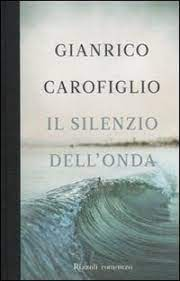 GIANRICO
CAROFIGLIO
IL SILENZIO
DELL'ONDA
Rizzoli romanzo